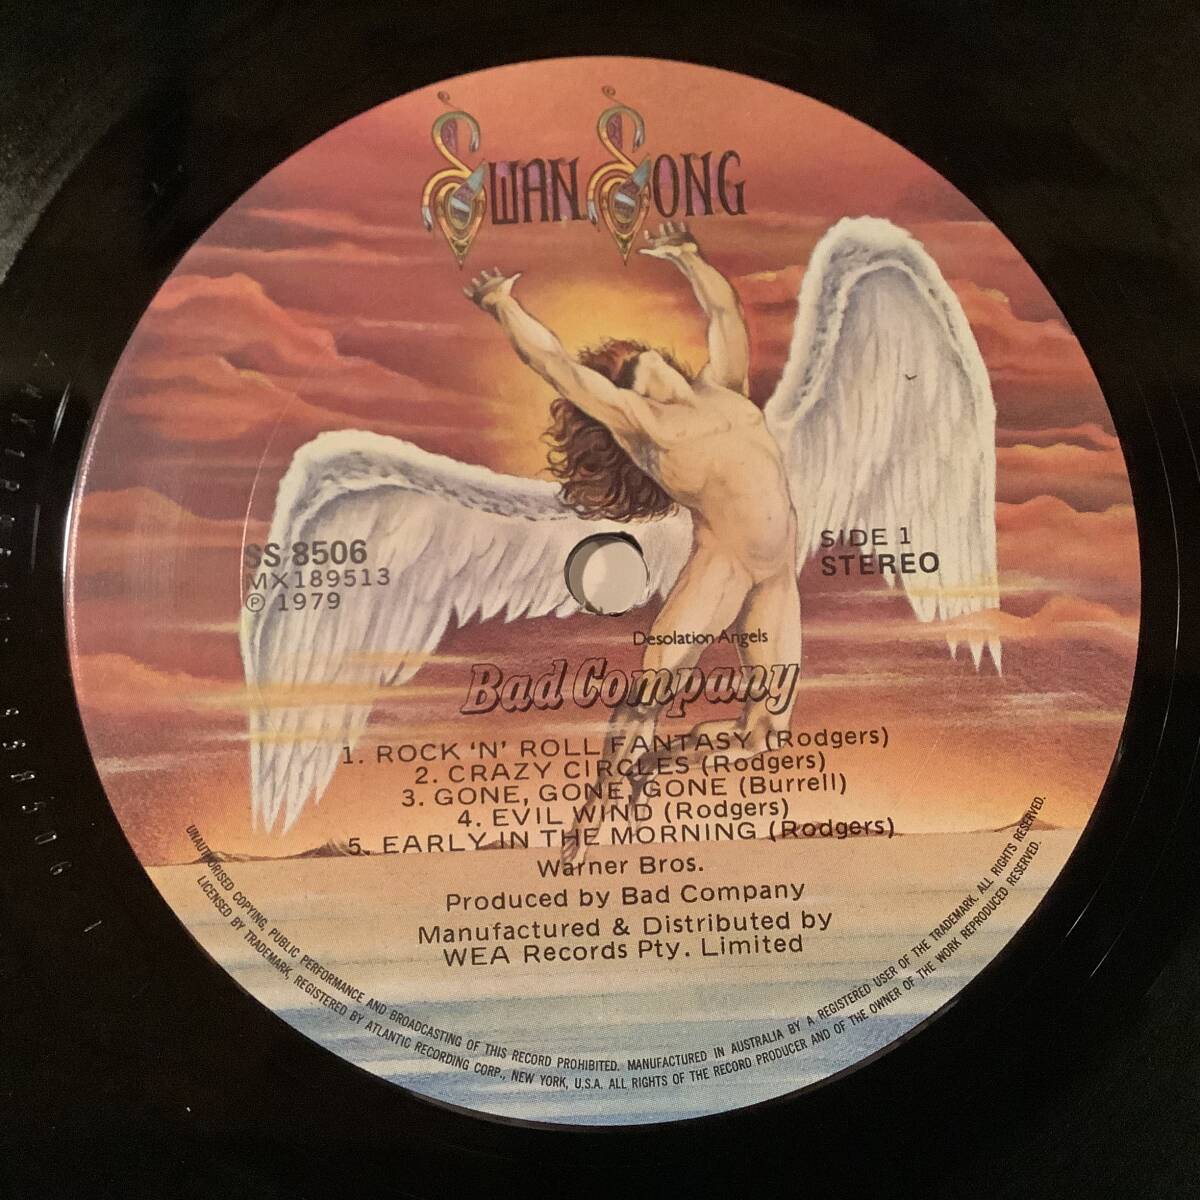 SWAN SONG
SS 8506
MX189513
Ⓟ 1979
SIDE 1
STEREO
Desolation Angels
Bad Company
1. ROCK 'N' ROLL FANTASY (Rodgers)
2. CRAZY CIRCLES (Rodgers)
3. GONE, GONE, GONE (Burrell)
4. EVIL WIND (Rodgers)
5. EARLY IN THE MORNING (Rodgers)
Warner Bros.
Produced by Bad Company
Manufactured & Distributed by
WEA Records Pty. Limited
UNAUTHORISED COPYING, PUBLIC PERFORMANCE AND BROADCASTING OF THIS RECORD PROHIBITED. MANUFACTURED IN AUSTRALIA BY A REGISTERED USER OF THE TRADEMARK. ALL RIGHTS RESERVED.
LICENSED BY TRADEMARK, REGISTERED BY ATLANTIC RECORDING CORP., NEW YORK, U.S.A. ALL RIGHTS OF THE RECORD PRODUCER AND OF THE OWNER OF THE WORK REPRODUCED RESERVED.